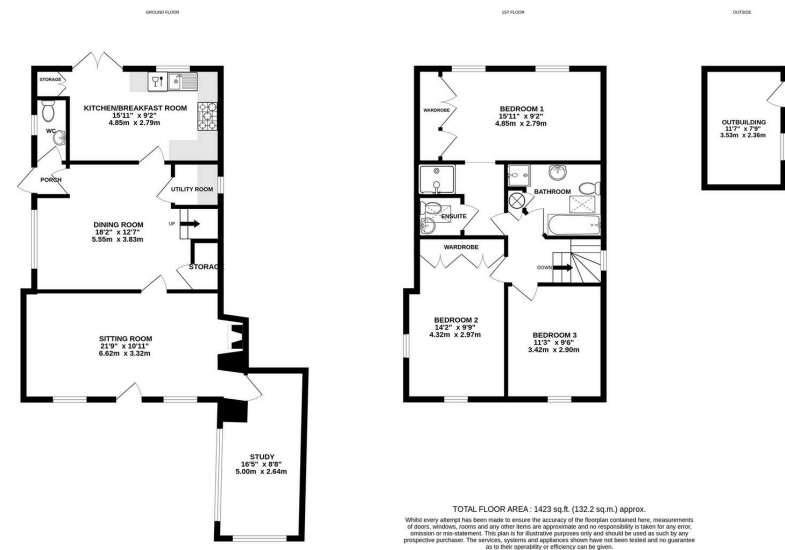 GROUND FLOOR
STORAGE
KITCHEN/BREAKFAST ROOM
15'11" x 9'2"
4.85m x 2.79m
WC
PORCH
UTILITY ROOM
DINING ROOM
18'2" x 12'7"
5.55m x 3.83m
UP
STORAGE
SITTING ROOM
21'9" x 10'11"
6.62m x 3.32m
STUDY
16'5" x 8'8"
5.00m x 2.64m
1ST FLOOR
WARDROBE
BEDROOM 1
15'11" x 9'2"
4.85m x 2.79m
BATHROOM
ENSUITE
WARDROBE
DOWN
BEDROOM 2
14'2" x 9'9"
4.32m x 2.97m
BEDROOM 3
11'3" x 9'6"
3.42m x 2.90m
OUTSIDE
OUTBUILDING
11'7" x 7'9"
3.53m x 2.36m
TOTAL FLOOR AREA : 1423 sq.ft. (132.2 sq.m.) approx.
Whilst every attempt has been made to ensure the accuracy of the floorplan contained here, measurements
of doors, windows, rooms and any other items are approximate and no responsibility is taken for any error,
omission or mis-statement. This plan is for illustrative purposes only and should be used as such by any
prospective purchaser. The services, systems and appliances shown have not been tested and no guarantee
as to their operability or efficiency can be given.